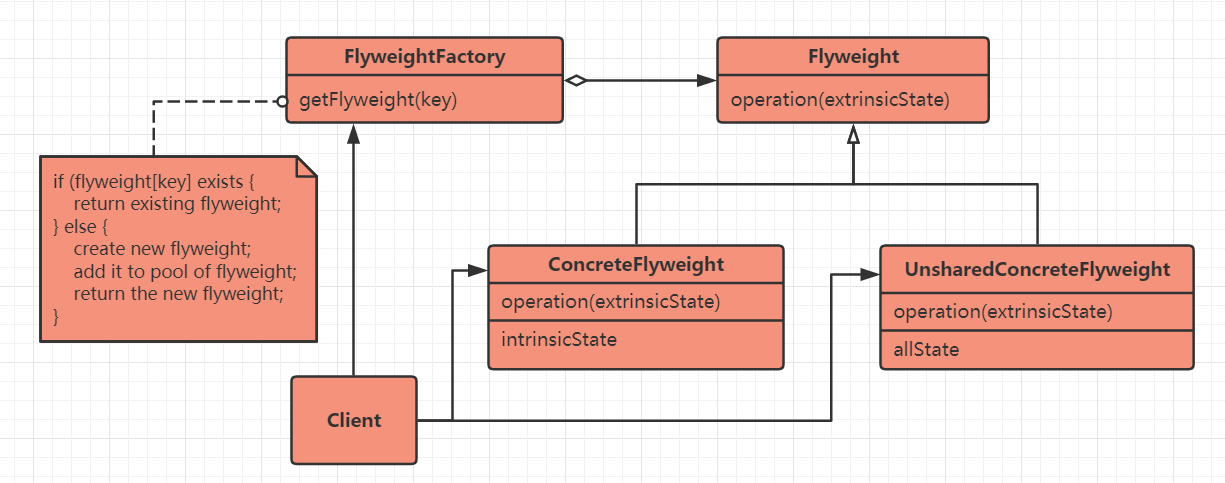 FlyweightFactory
getFlyweight(key)
Flyweight
operation(extrinsicState)
if (flyweight[key] exists {
return existing flyweight;
} else {
create new flyweight;
add it to pool of flyweight;
return the new flyweight;
}
ConcreteFlyweight
operation(extrinsicState)
intrinsicState
UnsharedConcreteFlyweight
operation(extrinsicState)
allState
Client